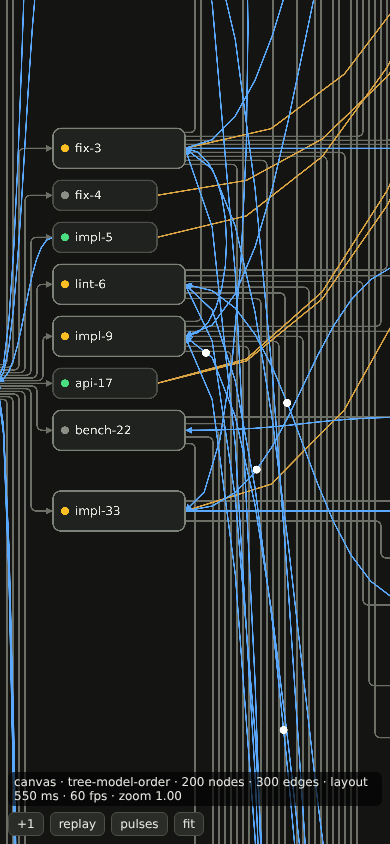 fix-3
fix-4
impl-5
lint-6
impl-9
api-17
bench-22
impl-33
canvas · tree-model-order · 200 nodes · 300 edges · layout
550 ms · 60 fps · zoom 1.00
+1 replay pulses fit